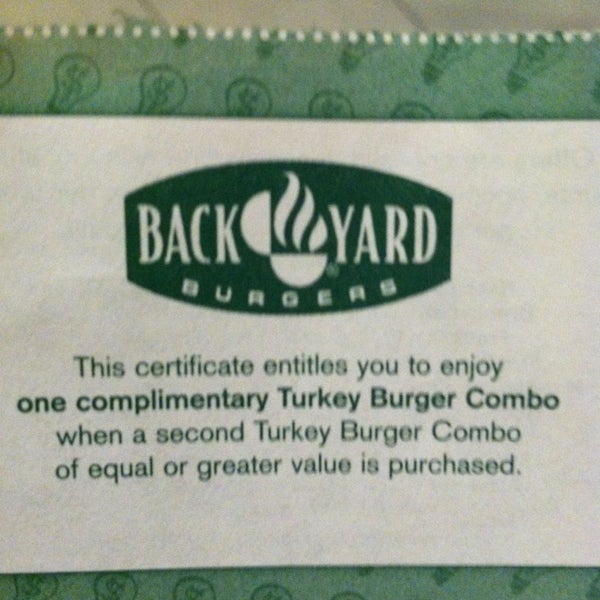 BACK YARD
BURGERS
This certificate entitles you to enjoy
one complimentary Turkey Burger Combo
when a second Turkey Burger Combo
of equal or greater value is purchased.